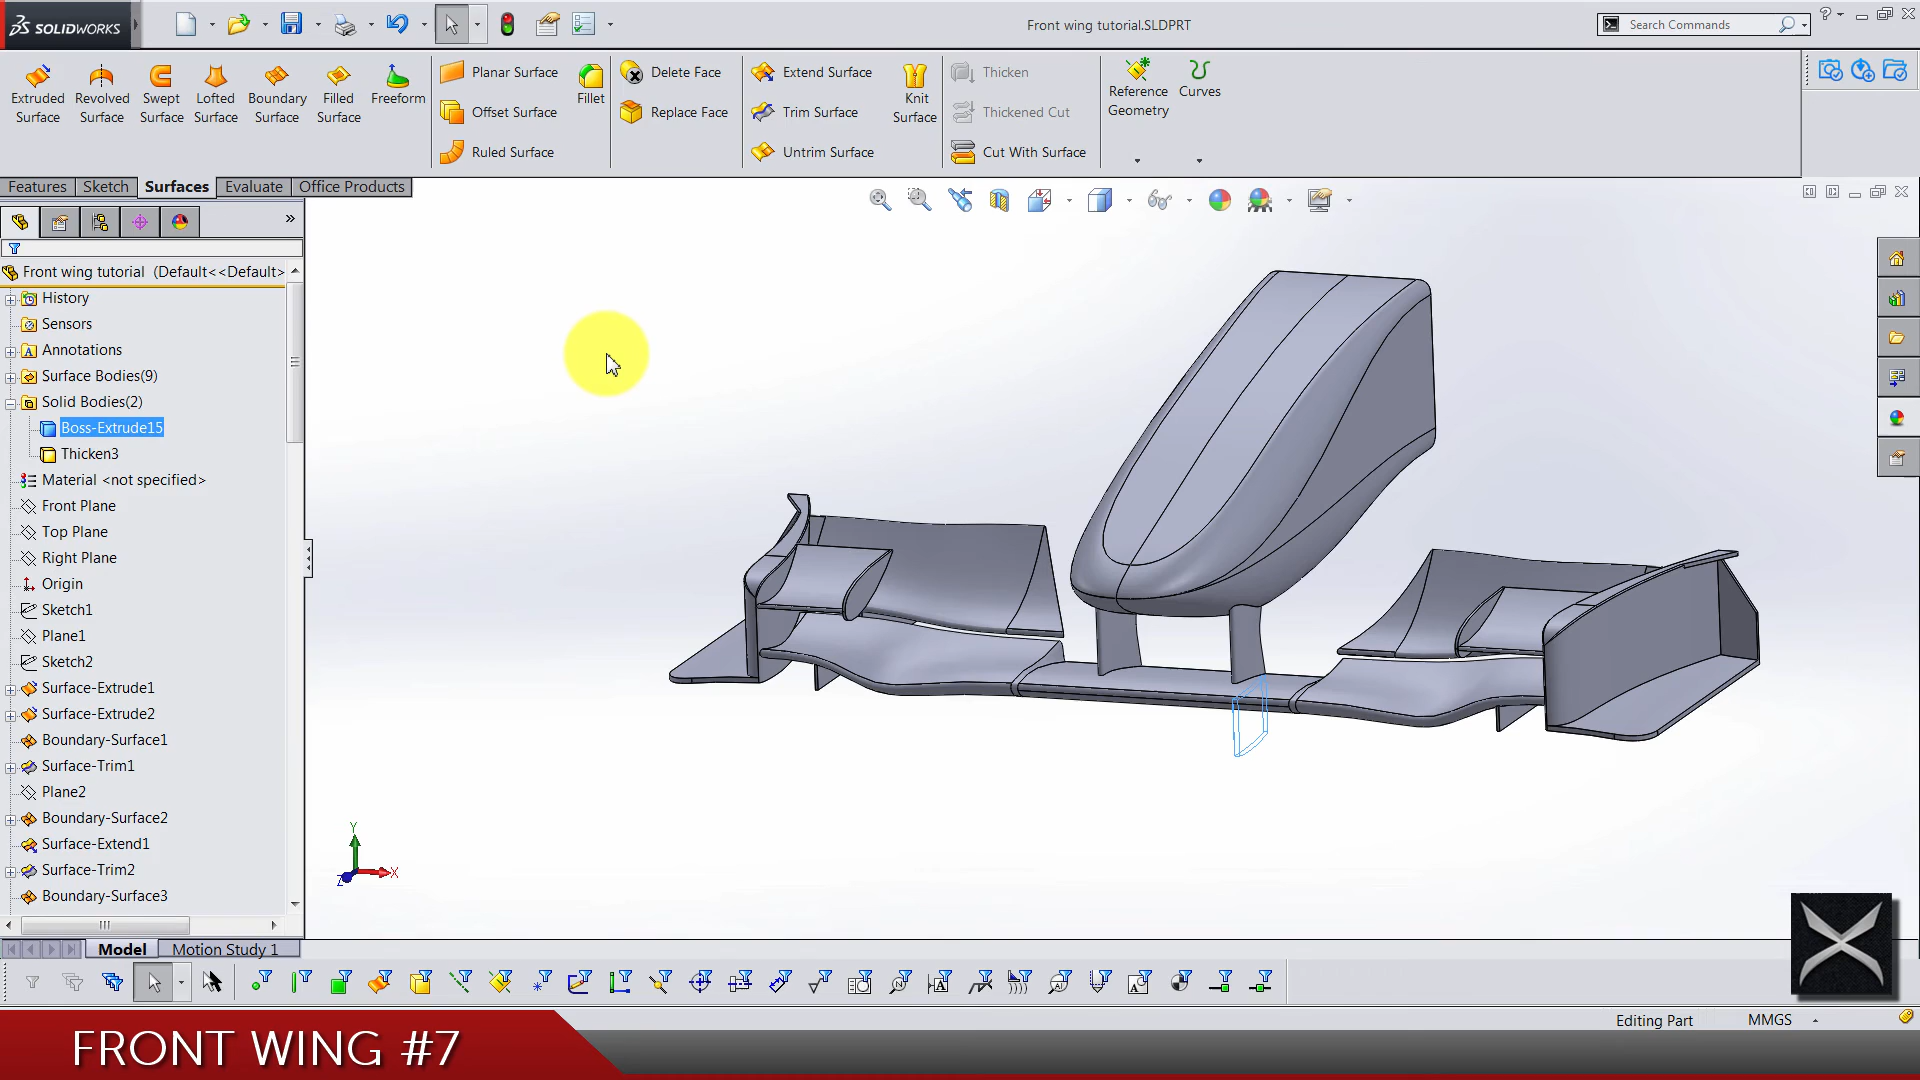 SOLIDWORKS
Front wing tutorial.SLDPRT
Search Commands
Extruded Surface
Revolved Surface
Swept Surface
Lofted Surface
Boundary Surface
Filled Surface
Freeform
Planar Surface
Offset Surface
Ruled Surface
Fillet
Delete Face
Replace Face
Extend Surface
Trim Surface
Untrim Surface
Knit Surface
Thicken
Thickened Cut
Cut With Surface
Reference Geometry
Curves
Features
Sketch
Surfaces
Evaluate
Office Products
Front wing tutorial (Default<<Default>
History
Sensors
Annotations
Surface Bodies(9)
Solid Bodies(2)
Boss-Extrude15
Thicken3
Material <not specified>
Front Plane
Top Plane
Right Plane
Origin
Sketch1
Plane1
Sketch2
Surface-Extrude1
Surface-Extrude2
Boundary-Surface1
Surface-Trim1
Plane2
Boundary-Surface2
Surface-Extend1
Surface-Trim2
Boundary-Surface3
Y
X
Z
Model
Motion Study 1
Editing Part
MMGS
FRONT WING #7